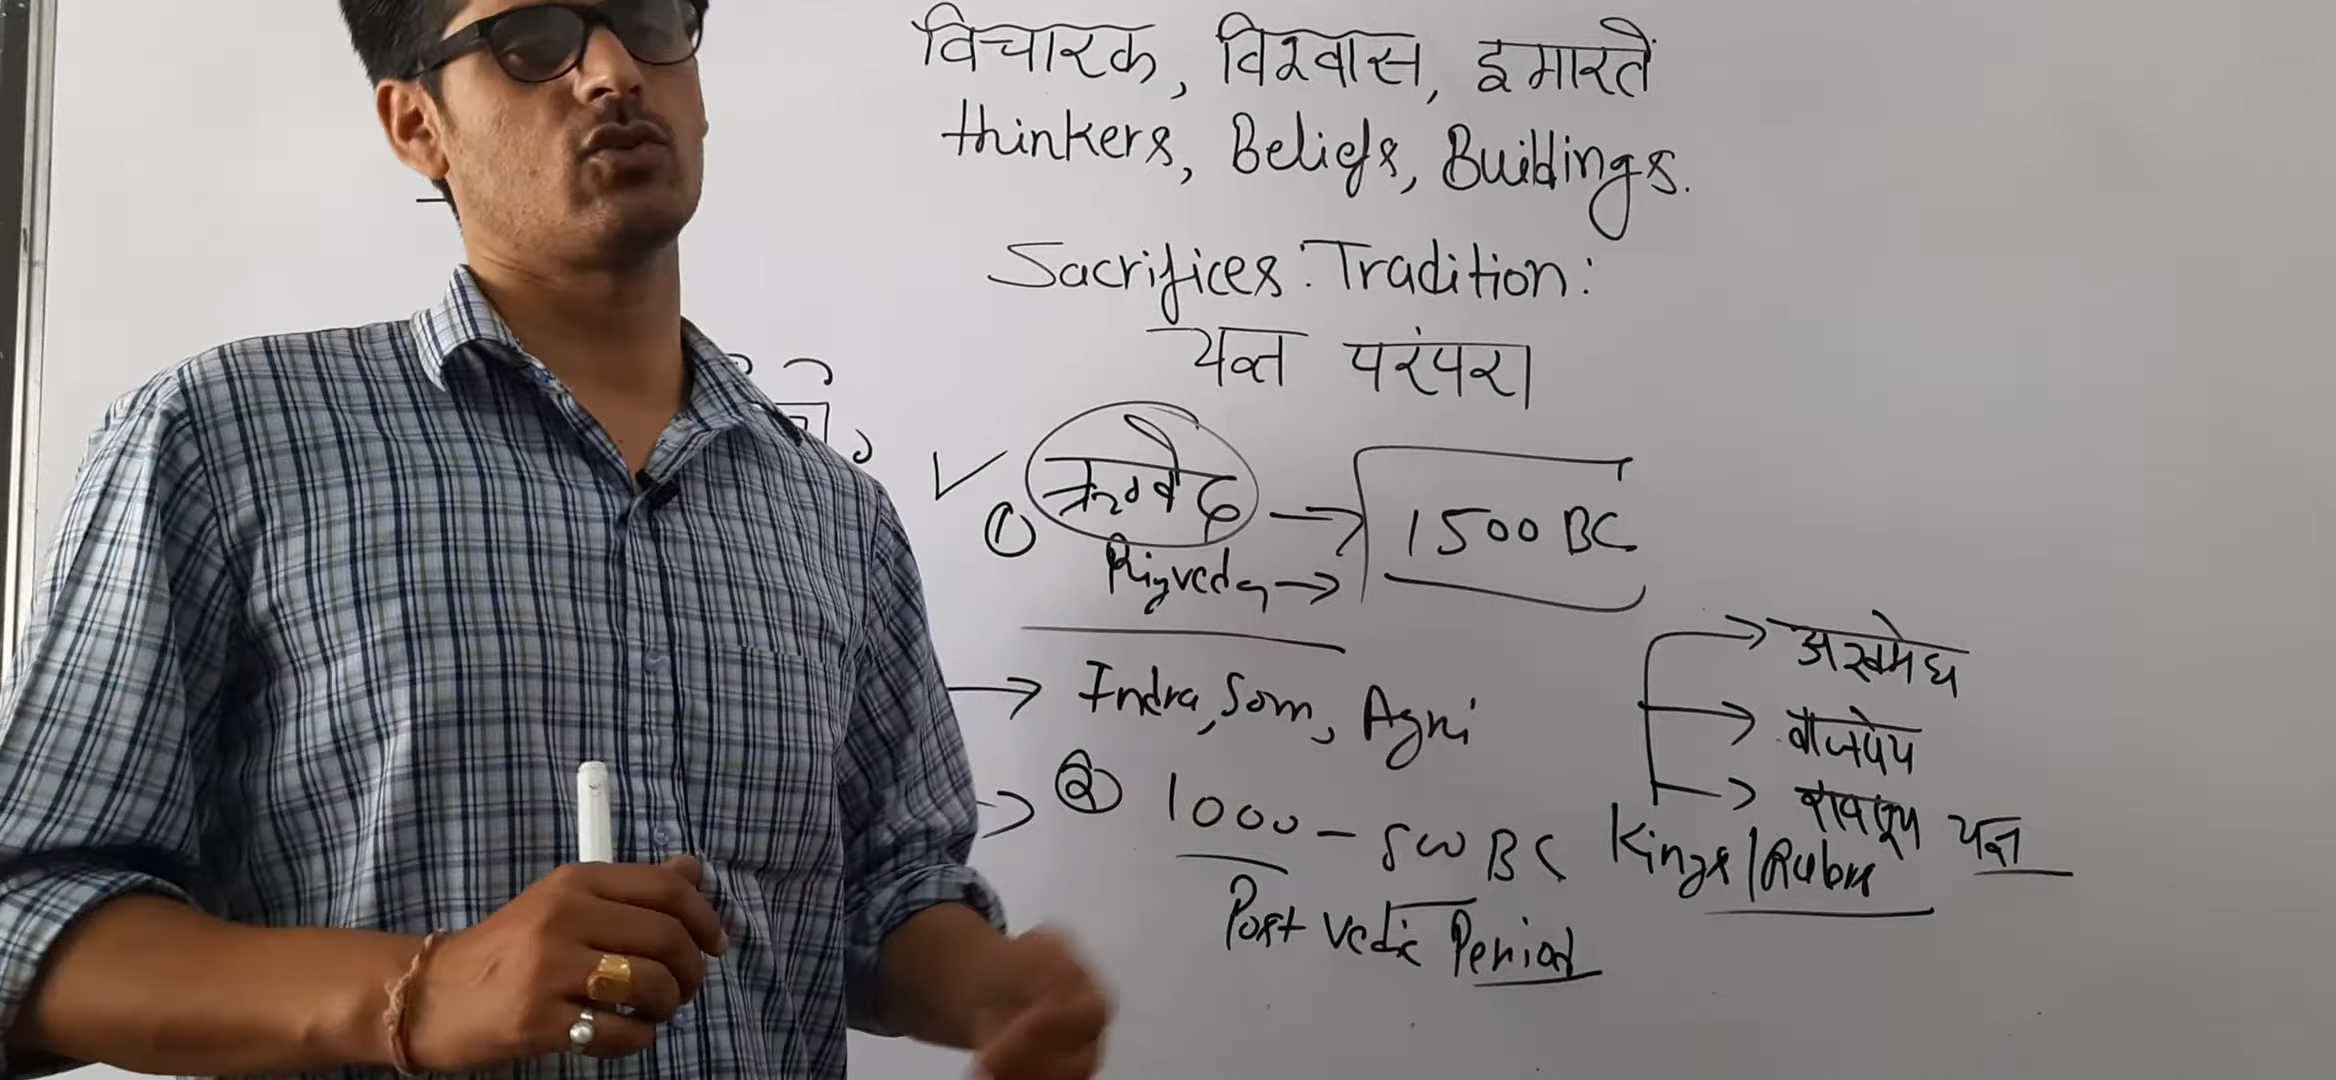 विचारक, विश्वास, इमारतें
thinkers, Beliefs, Buildings.
Sacrifices: Tradition:
यज्ञ परंपरा
① ऋग्वेद → 1500 BC
Rigveda →
→ Indra, Som, Agni
→ ② 1000 - 500 BC
Post Vedic Period
→ अश्वमेध
→ वाजपेय
→ राजसूय यज्ञ
Kings/Rulers